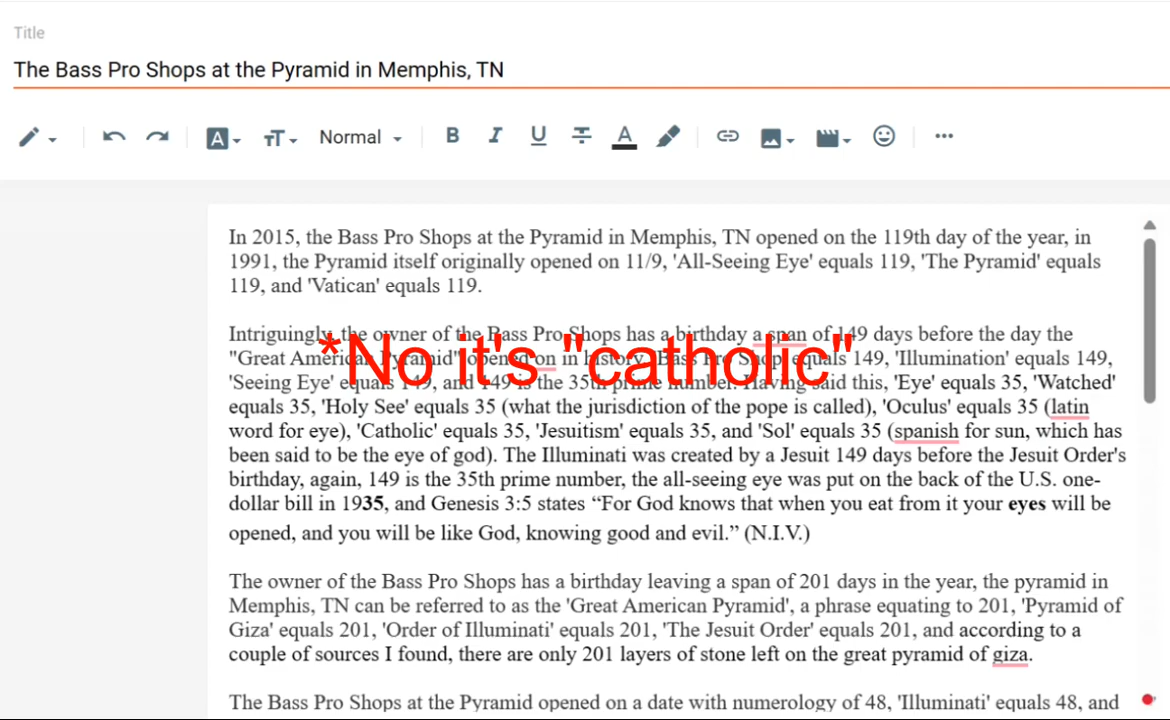 Title
The Bass Pro Shops at the Pyramid in Memphis, TN
A TT Normal B I U A
In 2015, the Bass Pro Shops at the Pyramid in Memphis, TN opened on the 119th day of the year, in
1991, the Pyramid itself originally opened on 11/9, 'All-Seeing Eye' equals 119, 'The Pyramid' equals
119, and 'Vatican' equals 119.
Intriguingly, the owner of the Bass Pro Shops has a birthday a span of 149 days before the day the
"Great American Pyramid" opened on in history, 'Bass Pro Shop' equals 149, 'Illumination' equals 149,
*No it's "catholic"
'Seeing Eye' equals 149, and 149 is the 35th prime number. Having said this, 'Eye' equals 35, 'Watched'
equals 35, 'Holy See' equals 35 (what the jurisdiction of the pope is called), 'Oculus' equals 35 (latin
word for eye), 'Catholic' equals 35, 'Jesuitism' equals 35, and 'Sol' equals 35 (spanish for sun, which has
been said to be the eye of god). The Illuminati was created by a Jesuit 149 days before the Jesuit Order's
birthday, again, 149 is the 35th prime number, the all-seeing eye was put on the back of the U.S. one-
dollar bill in 1935, and Genesis 3:5 states “For God knows that when you eat from it your eyes will be
opened, and you will be like God, knowing good and evil.” (N.I.V.)
The owner of the Bass Pro Shops has a birthday leaving a span of 201 days in the year, the pyramid in
Memphis, TN can be referred to as the 'Great American Pyramid', a phrase equating to 201, 'Pyramid of
Giza' equals 201, 'Order of Illuminati' equals 201, 'The Jesuit Order' equals 201, and according to a
couple of sources I found, there are only 201 layers of stone left on the great pyramid of giza.
The Bass Pro Shops at the Pyramid opened on a date with numerology of 48, 'Illuminati' equals 48, and